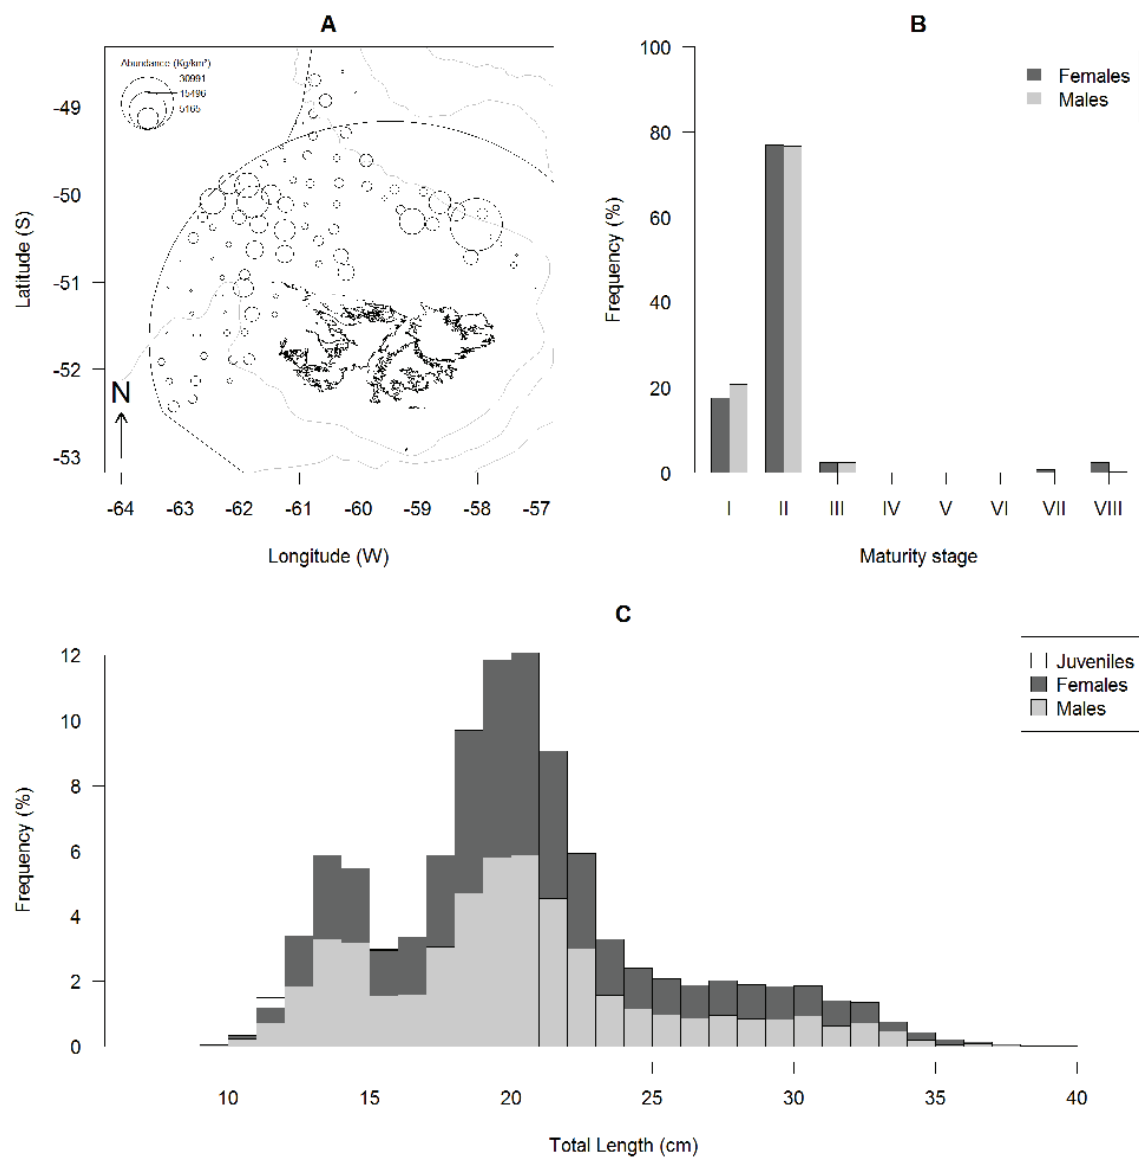 A
Abundance (Kg/km²)
30991
15496
5165
-49
-50
-51
-52
-53
Latitude (S)
N
-64 -63 -62 -61 -60 -59 -58 -57
Longitude (W)
B
100
80
60
40
20
0
Frequency (%)
Females
Males
I II III IV V VI VII VIII
Maturity stage
C
12
10
8
6
4
2
0
Frequency (%)
Juveniles
Females
Males
10 15 20 25 30 35 40
Total Length (cm)